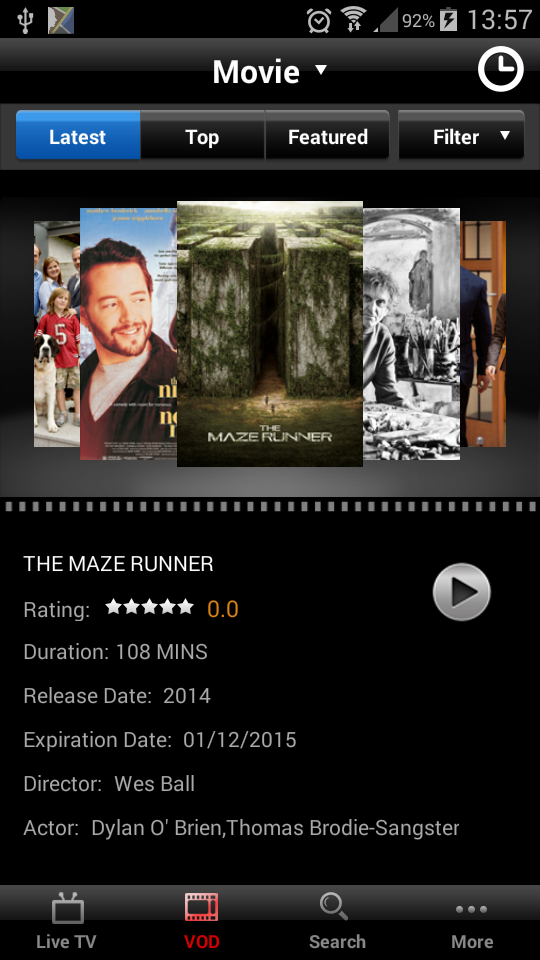 92% 13:57
Movie
Latest Top Featured Filter
5
THE
MAZE RUNNER
THE MAZE RUNNER
Rating: 0.0
Duration: 108 MINS
Release Date: 2014
Expiration Date: 01/12/2015
Director: Wes Ball
Actor: Dylan O' Brien,Thomas Brodie-Sangster
Live TV VOD Search More